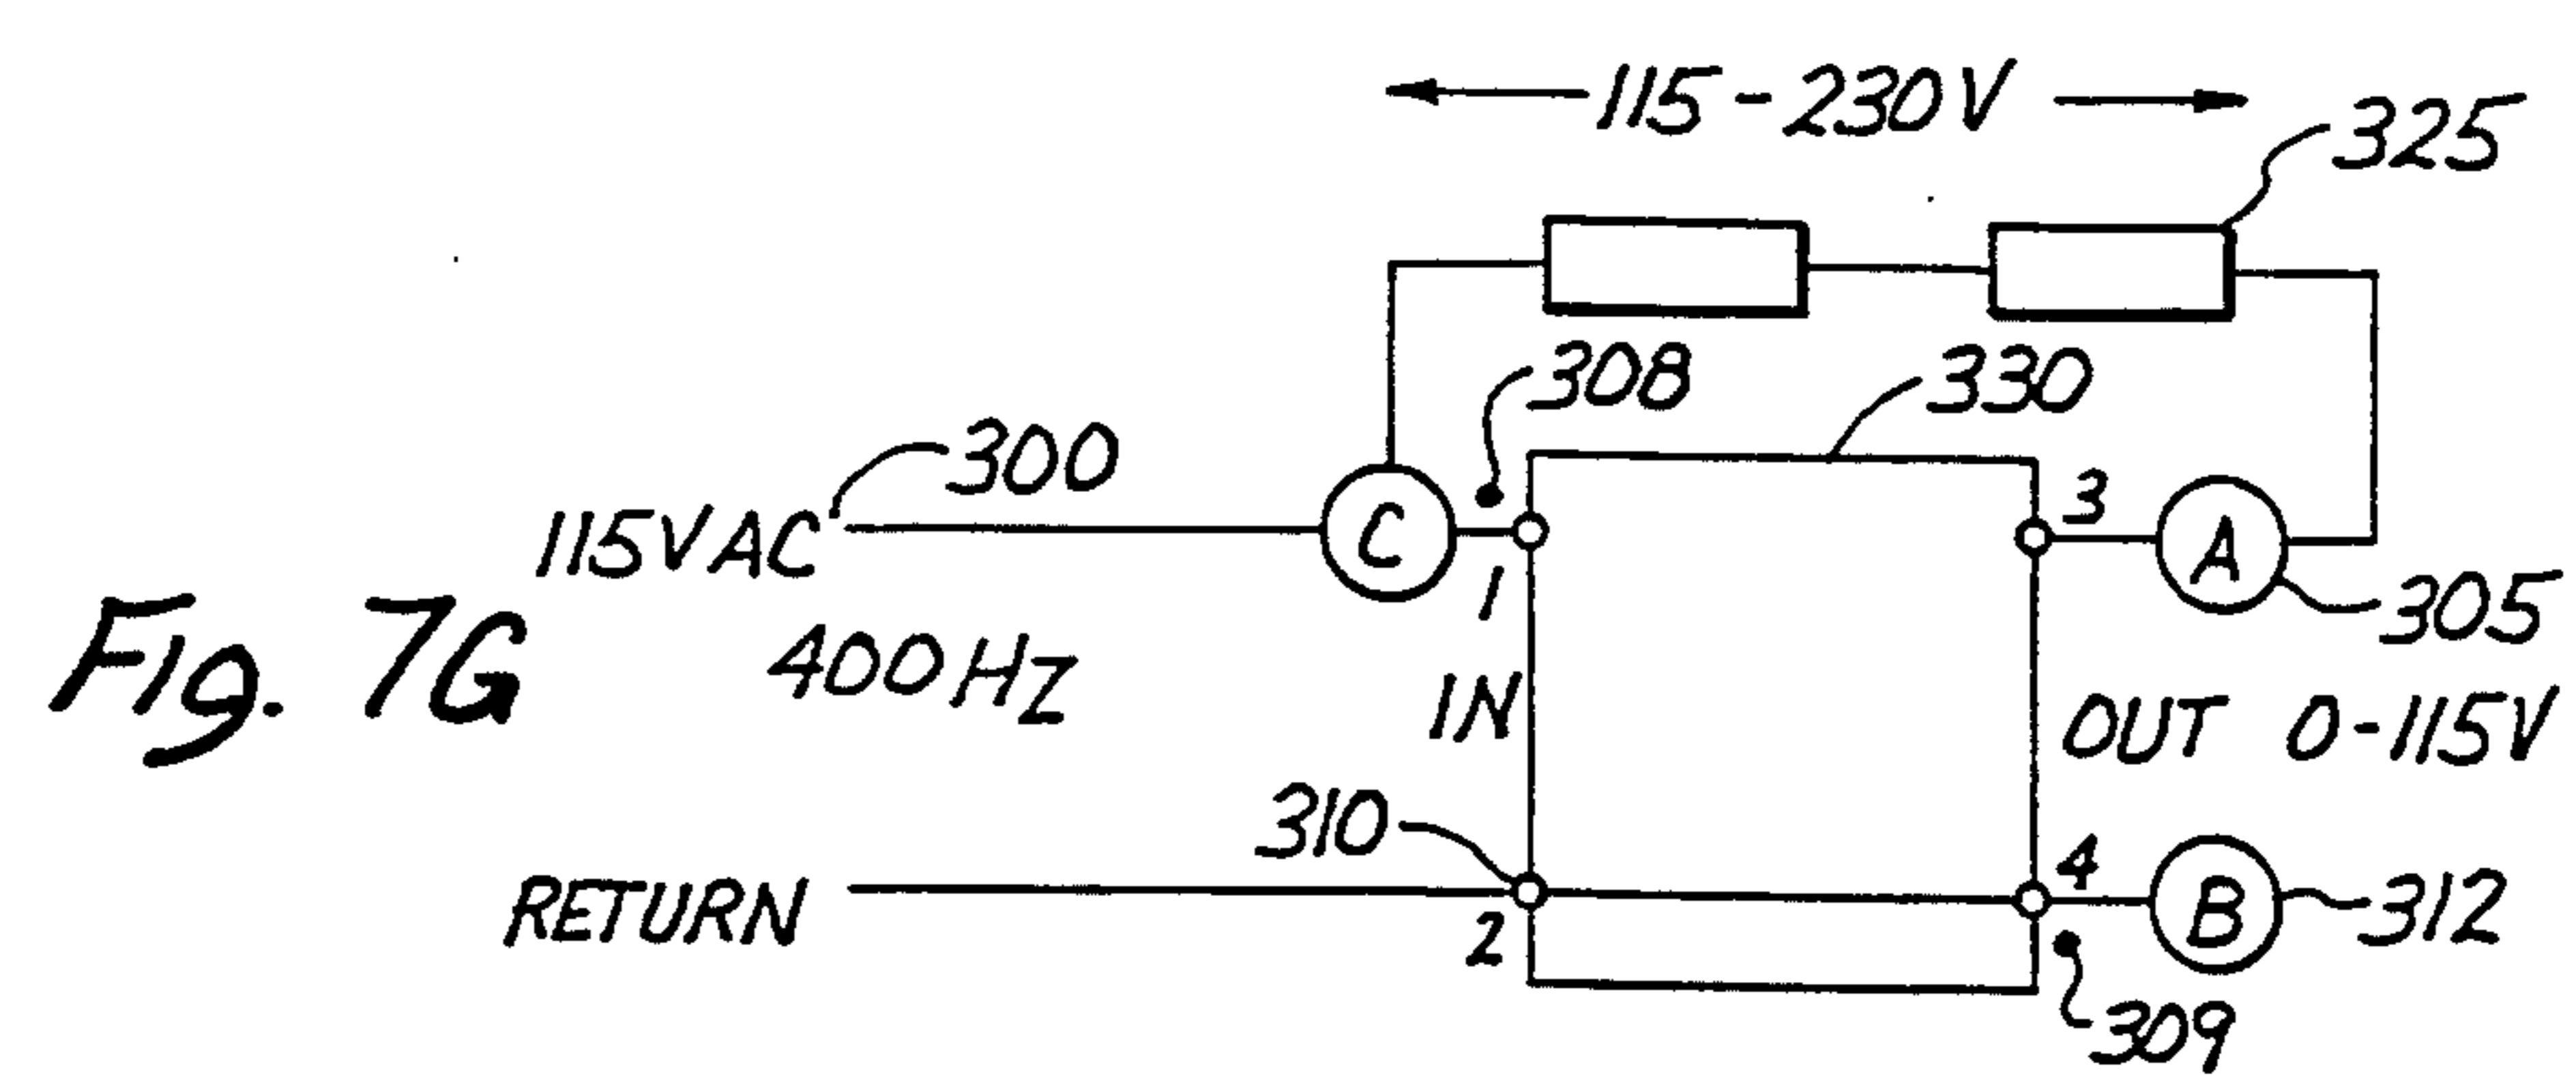 115-230V
325
308
330
300
115VAC
C
3
A
1
305
Fig. 7G
400HZ
IN
OUT 0-115V
310
4
RETURN
2
B
312
309